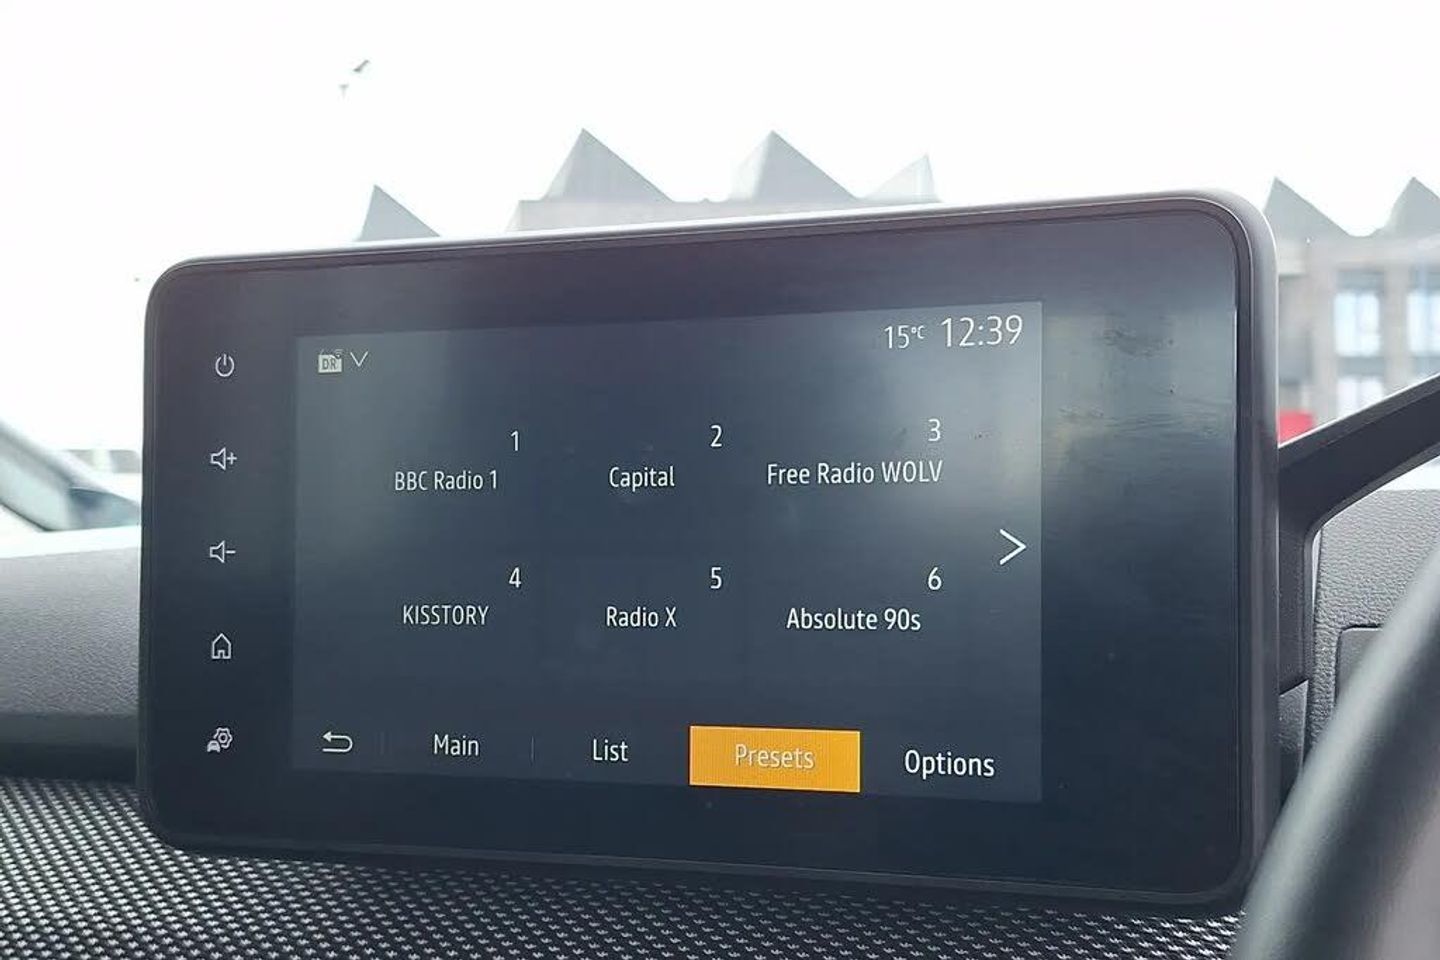 DR
15°C 12:39
1 2 3
BBC Radio 1 Capital Free Radio WOLV
4 5 6
KISSTORY Radio X Absolute 90s
Main List Presets Options